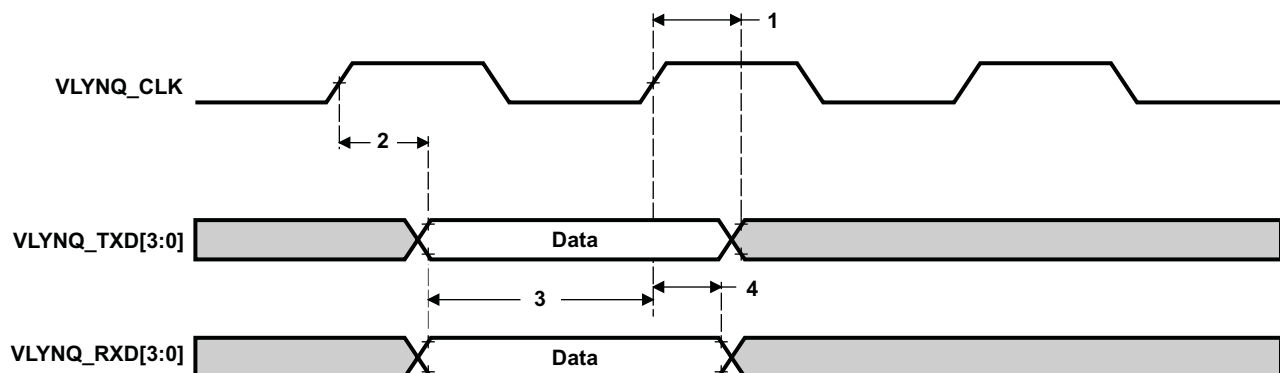 1
VLYNQ_CLK
2
VLYNQ_TXD[3:0]
Data
3
4
VLYNQ_RXD[3:0]
Data